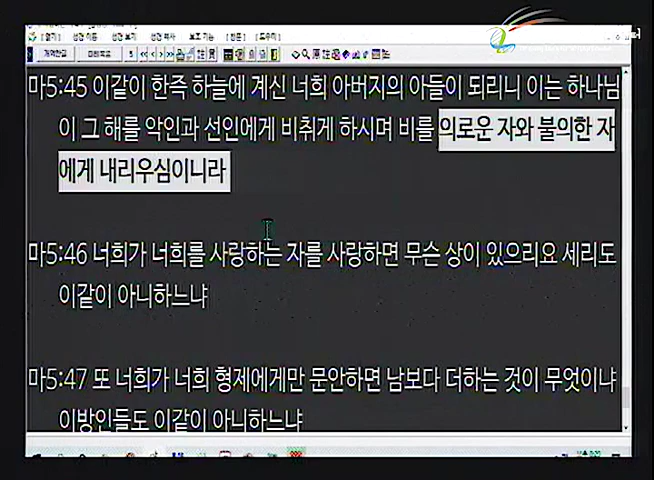 개역한글
5
마5:45 이같이 한즉 하늘에 계신 너희 아버지의 아들이 되리니 이는 하나님
이 그 해를 악인과 선인에게 비취게 하시며 비를 의로운 자와 불의한 자
에게 내리우심이니라
마5:46 너희가 너희를 사랑하는 자를 사랑하면 무슨 상이 있으리요 세리도
이같이 아니하느냐
마5:47 또 너희가 너희 형제에게만 문안하면 남보다 더하는 것이 무엇이냐
이방인들도 이같이 아니하느냐